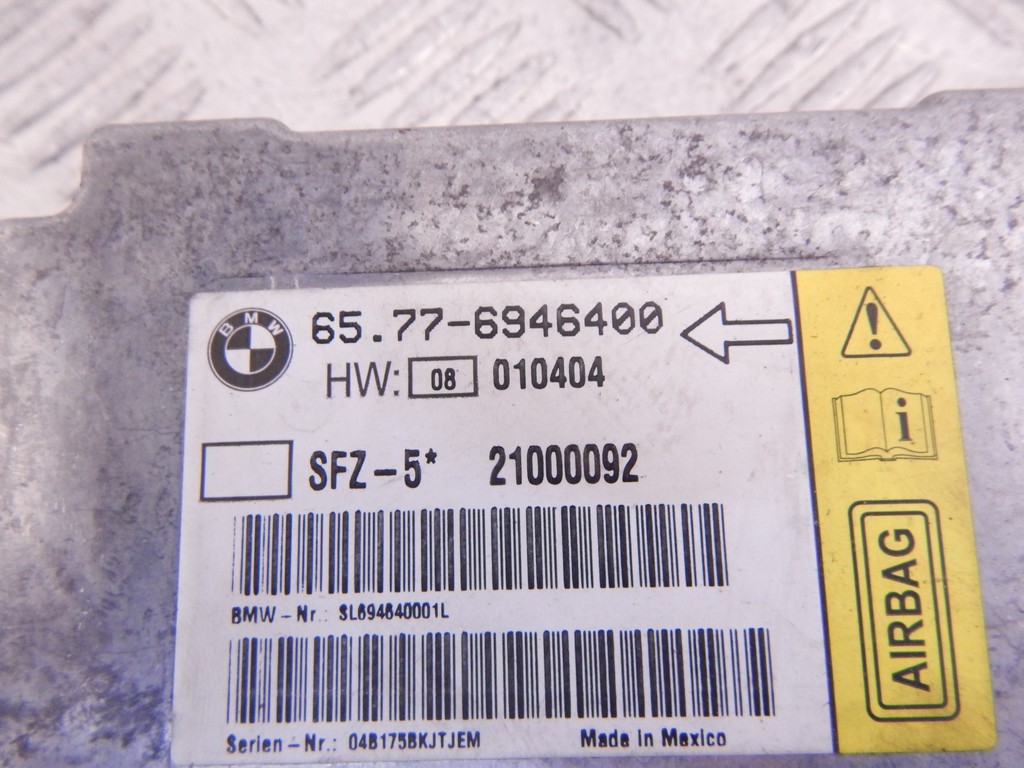 BMW 65.77-6946400
HW: 08 010404
SFZ-5* 21000092
BMW-Nr.: SL694640001L
Serien-Nr.: 04B175BKJTJEM Made in Mexico
i
AIRBAG